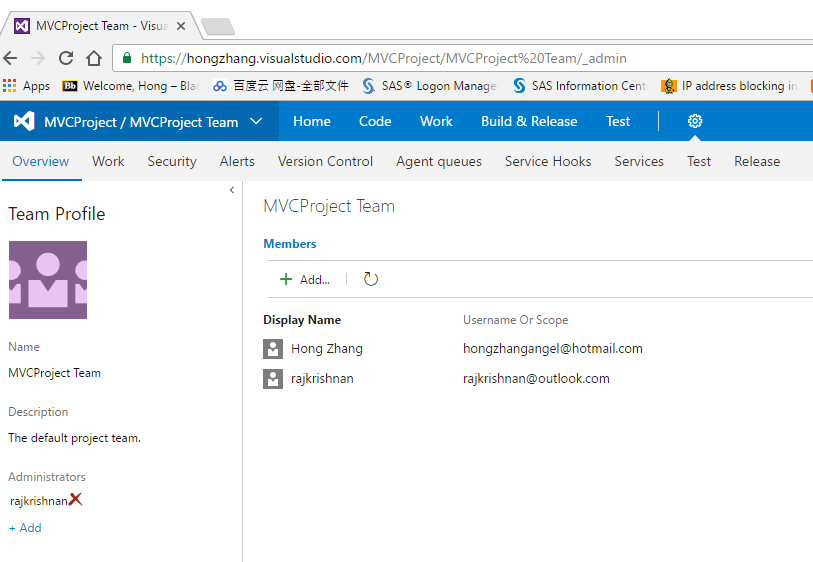 MVCProject Team - Visua
https://hongzhang.visualstudio.com/MVCProject/MVCProject%20Team/_admin
Apps Bb Welcome, Hong – Bla 百度云 网盘-全部文件 SAS® Logon Manage SAS Information Cent IP address blocking in
MVCProject / MVCProject Team Home Code Work Build & Release Test
Overview Work Security Alerts Version Control Agent queues Service Hooks Services Test Release
Team Profile
Name
MVCProject Team
Description
The default project team.
Administrators
rajkrishnan
+ Add
MVCProject Team
Members
+ Add...
Display Name Username Or Scope
Hong Zhang hongzhangangel@hotmail.com
rajkrishnan rajkrishnan@outlook.com